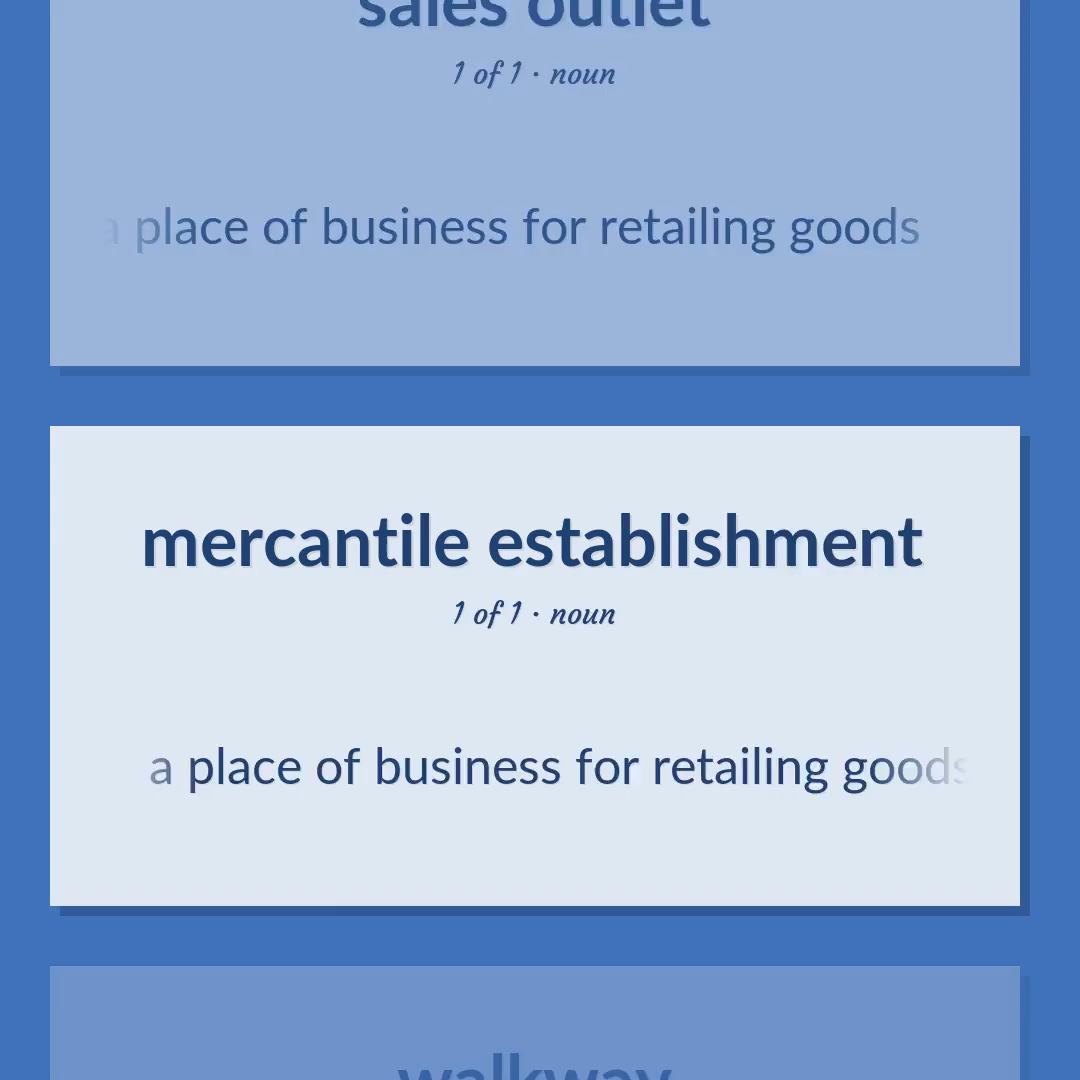 sales outlet
1 of 1 · noun
a place of business for retailing goods
mercantile establishment
1 of 1 · noun
a place of business for retailing goods
walkway